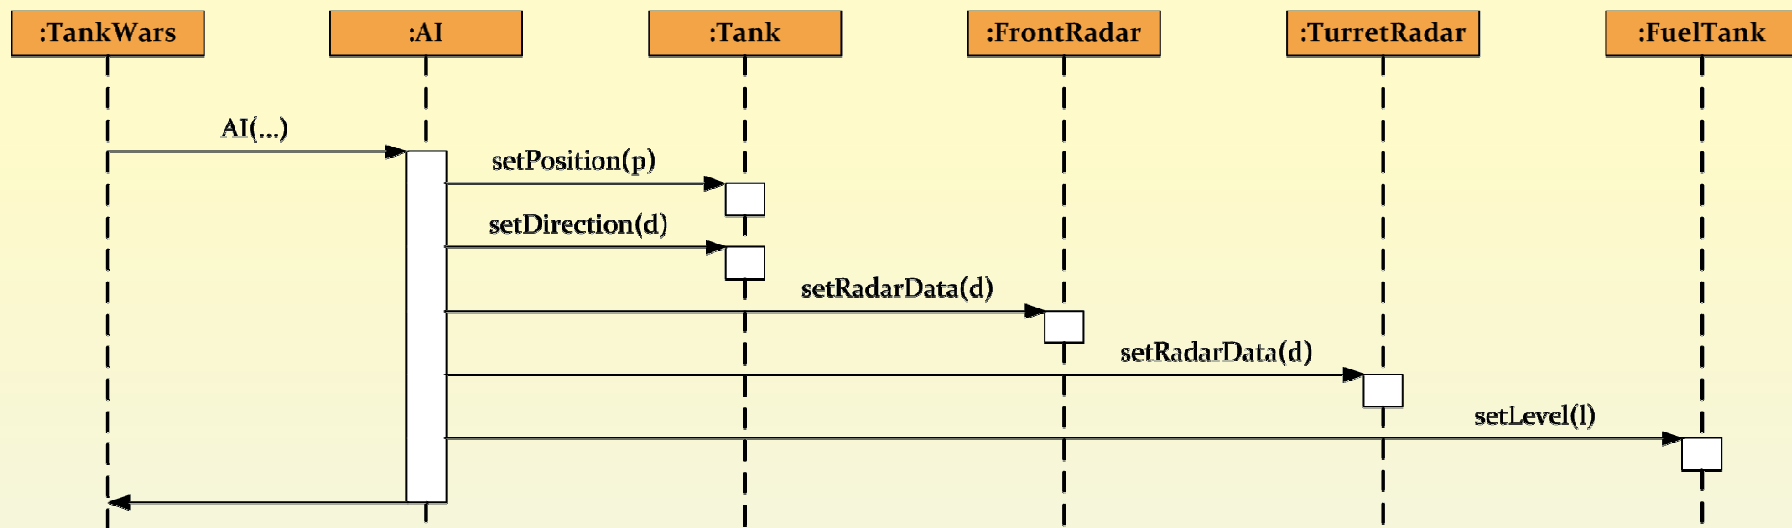 :TankWars
:AI
:Tank
:FrontRadar
:TurretRadar
:FuelTank
AI(...)
setPosition(p)
setDirection(d)
setRadarData(d)
setRadarData(d)
setLevel(l)